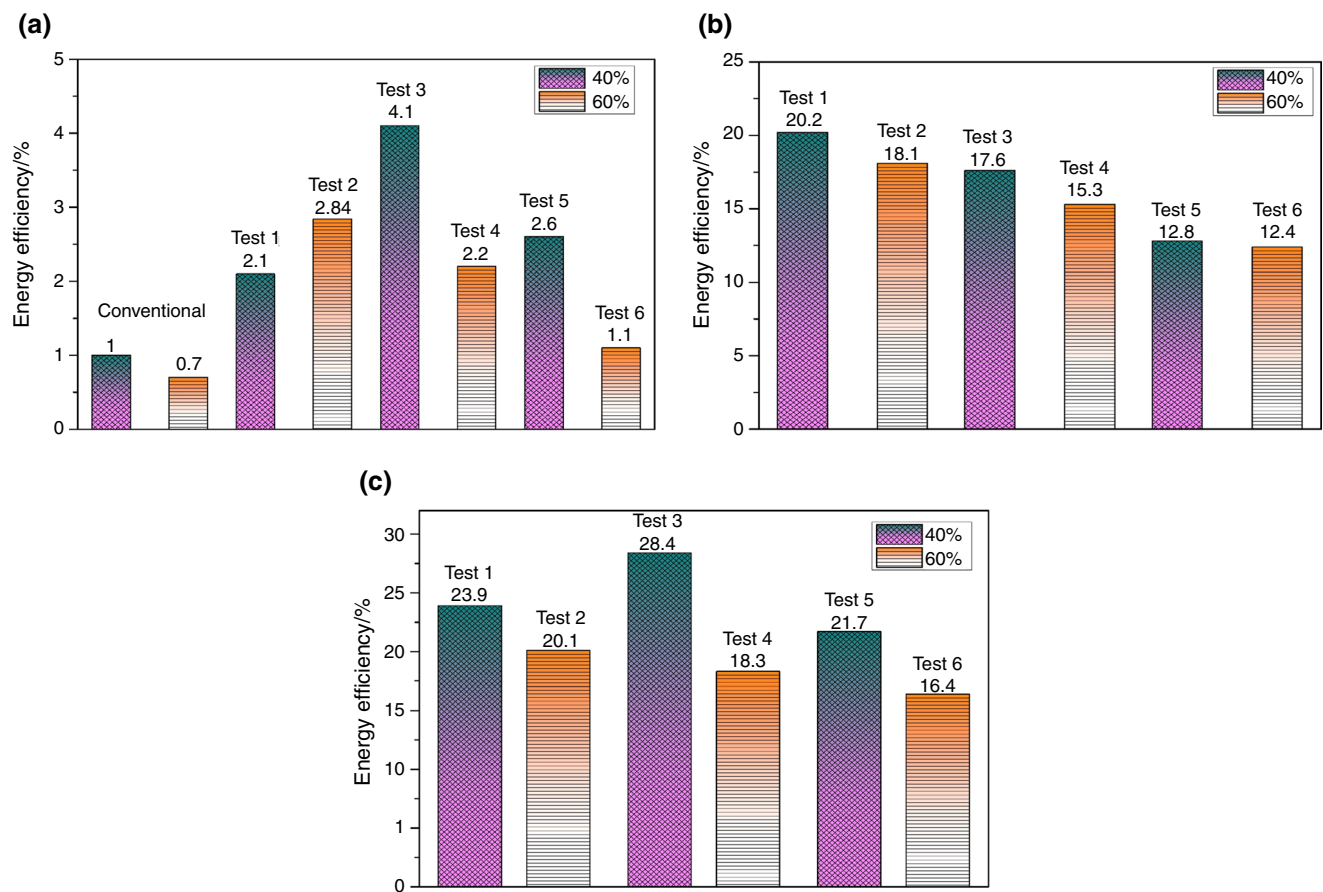 (a)
5
4
3
2
1
0
Energy efficiency/%
40%
60%
Conventional
1
0.7
Test 1
2.1
Test 2
2.84
Test 3
4.1
Test 4
2.2
Test 5
2.6
Test 6
1.1
(b)
25
20
15
10
5
0
Energy efficiency/%
40%
60%
Test 1
20.2
Test 2
18.1
Test 3
17.6
Test 4
15.3
Test 5
12.8
Test 6
12.4
(c)
30
25
20
15
10
1
0
Energy efficiency/%
40%
60%
Test 1
23.9
Test 2
20.1
Test 3
28.4
Test 4
18.3
Test 5
21.7
Test 6
16.4